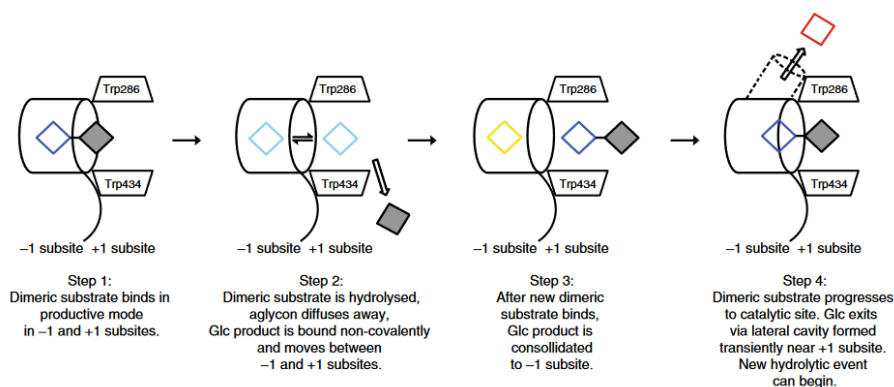 Trp286
Trp434
−1 subsite +1 subsite
Step 1:
Dimeric substrate binds in
productive mode
in −1 and +1 subsites.
Trp286
Trp434
−1 subsite +1 subsite
Step 2:
Dimeric substrate is hydrolysed,
aglycon diffuses away,
Glc product is bound non-covalently
and moves between
−1 and +1 subsites.
Trp286
Trp434
−1 subsite +1 subsite
Step 3:
After new dimeric
substrate binds,
Glc product is
consollidated
to −1 subsite.
Trp286
Trp434
−1 subsite +1 subsite
Step 4:
Dimeric substrate progresses
to catalytic site. Glc exits
via lateral cavity formed
transiently near +1 subsite.
New hydrolytic event
can begin.